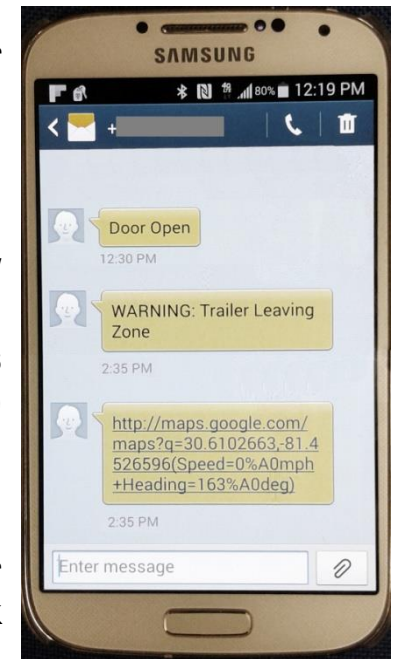 SAMSUNG
80% 12:19 PM
+
Door Open
12:30 PM
WARNING: Trailer Leaving
Zone
2:35 PM
http://maps.google.com/
maps?q=30.6102663,-81.4
526596(Speed=0%A0mph
+Heading=163%A0deg)
2:35 PM
Enter message